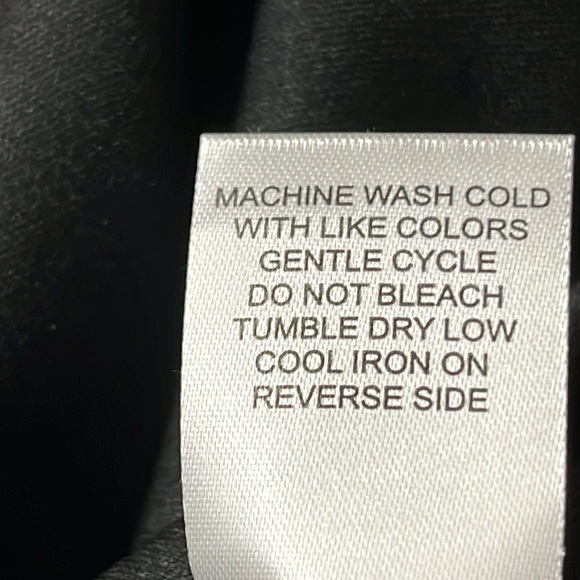 MACHINE WASH COLD
WITH LIKE COLORS
GENTLE CYCLE
DO NOT BLEACH
TUMBLE DRY LOW
COOL IRON ON
REVERSE SIDE